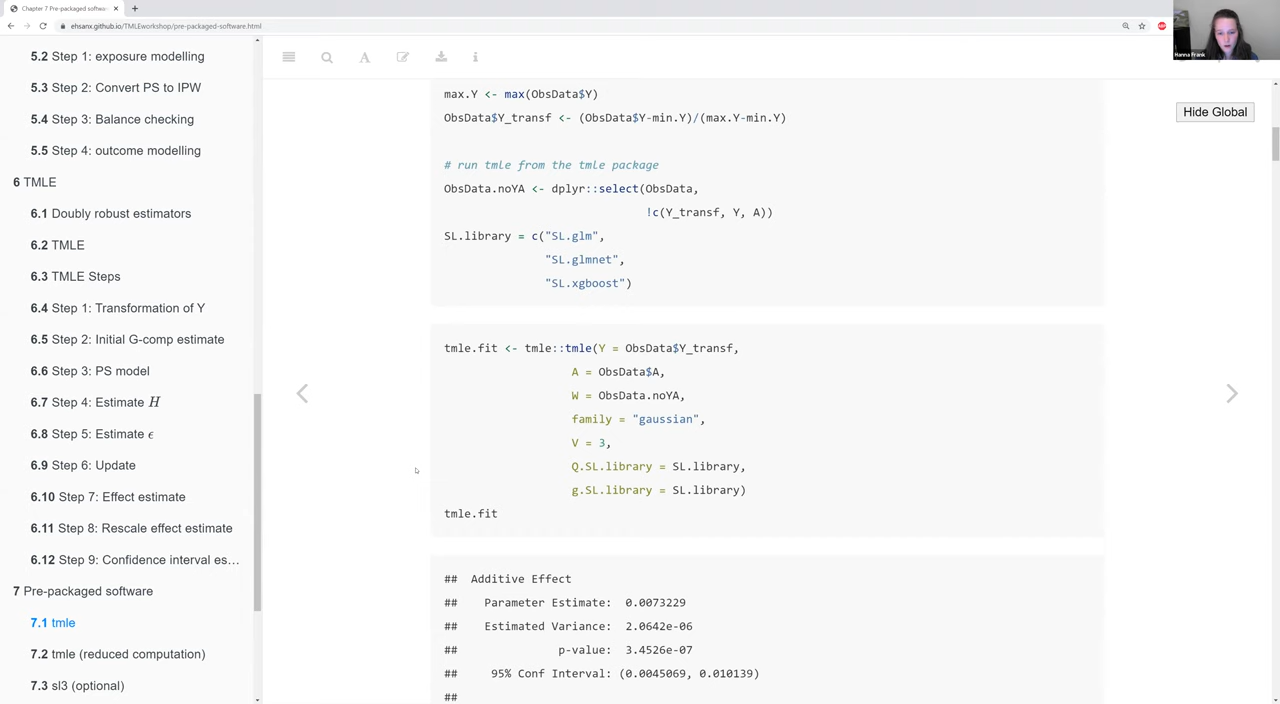 Chapter 7 Pre-packaged softwar
ehsanx.github.io/TMLEworkshop/pre-packaged-software.html
Hanna Frank
5.2 Step 1: exposure modelling
5.3 Step 2: Convert PS to IPW
5.4 Step 3: Balance checking
5.5 Step 4: outcome modelling
6 TMLE
6.1 Doubly robust estimators
6.2 TMLE
6.3 TMLE Steps
6.4 Step 1: Transformation of Y
6.5 Step 2: Initial G-comp estimate
6.6 Step 3: PS model
6.7 Step 4: Estimate H
6.8 Step 5: Estimate ϵ
6.9 Step 6: Update
6.10 Step 7: Effect estimate
6.11 Step 8: Rescale effect estimate
6.12 Step 9: Confidence interval es…
7 Pre-packaged software
7.1 tmle
7.2 tmle (reduced computation)
7.3 sl3 (optional)
Hide Global
max.Y <- max(ObsData$Y)
ObsData$Y_transf <- (ObsData$Y-min.Y)/(max.Y-min.Y)
# run tmle from the tmle package
ObsData.noYA <- dplyr::select(ObsData,
!c(Y_transf, Y, A))
SL.library = c("SL.glm",
"SL.glmnet",
"SL.xgboost")
tmle.fit <- tmle::tmle(Y = ObsData$Y_transf,
A = ObsData$A,
W = ObsData.noYA,
family = "gaussian",
V = 3,
Q.SL.library = SL.library,
g.SL.library = SL.library)
tmle.fit
## Additive Effect
## Parameter Estimate: 0.0073229
## Estimated Variance: 2.0642e-06
## p-value: 3.4526e-07
## 95% Conf Interval: (0.0045069, 0.010139)
##